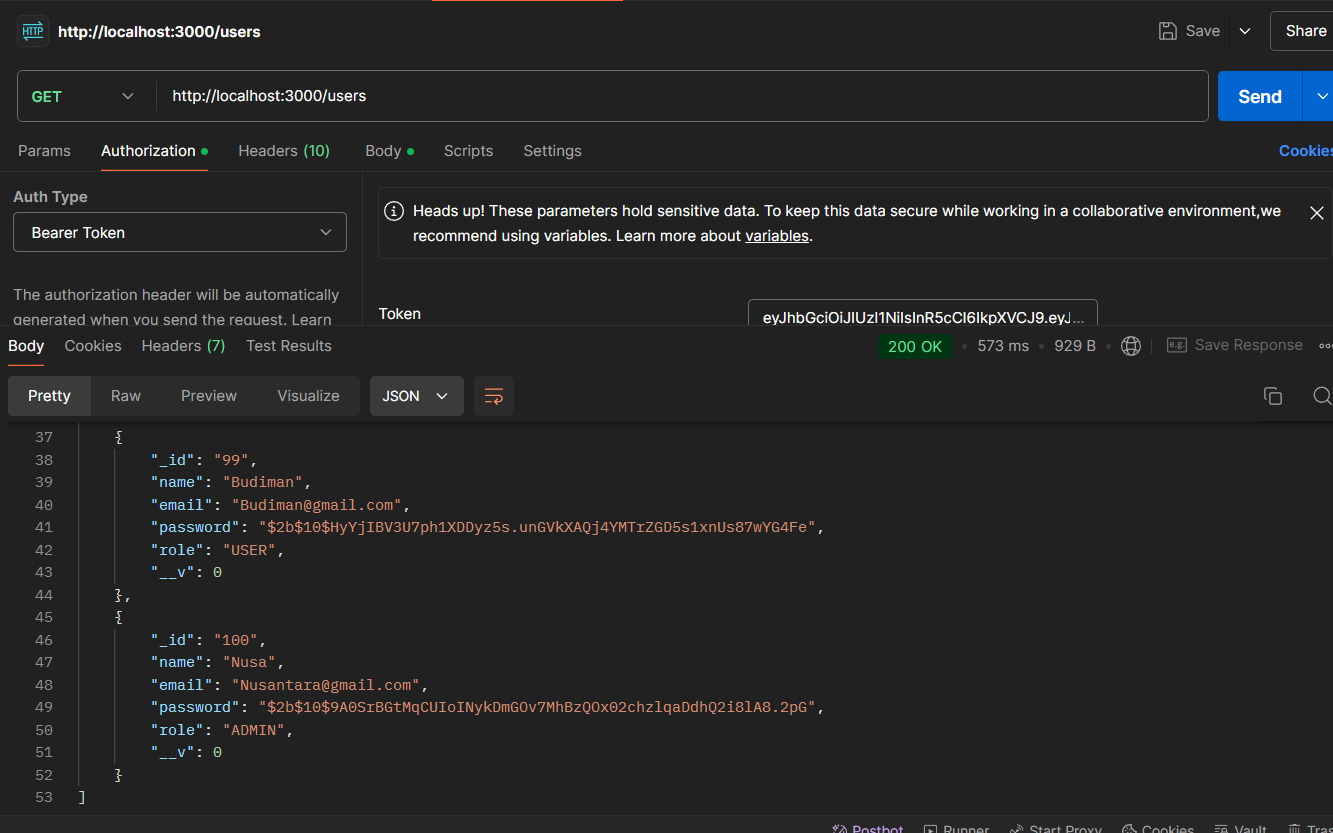 HTTP http://localhost:3000/users Save Share
GET http://localhost:3000/users Send
Params Authorization Headers (10) Body Scripts Settings Cookies
Auth Type
Bearer Token
The authorization header will be automatically
generated when you send the request. Learn
Heads up! These parameters hold sensitive data. To keep this data secure while working in a collaborative environment,we
recommend using variables. Learn more about variables.
Token eyJhbGciOiJIUzI1NiIsInR5cCI6IkpXVCJ9.eyJ...
Body Cookies Headers (7) Test Results 200 OK 573 ms 929 B e.g. Save Response
Pretty Raw Preview Visualize JSON
37 {
38 "_id": "99",
39 "name": "Budiman",
40 "email": "Budiman@gmail.com",
41 "password": "$2b$10$HyYjIBV3U7ph1XDDyz5s.unGVkXAQj4YMTrZGD5s1xnUs87wYG4Fe",
42 "role": "USER",
43 "__v": 0
44 },
45 {
46 "_id": "100",
47 "name": "Nusa",
48 "email": "Nusantara@gmail.com",
49 "password": "$2b$10$9A0SrBGtMqCUIoINykDmGOv7MhBzQOx02chzlqaDdhQ2i8lA8.2pG",
50 "role": "ADMIN",
51 "__v": 0
52 }
53 ]
Postbot Runner Start Proxy Cookies Vault Tras